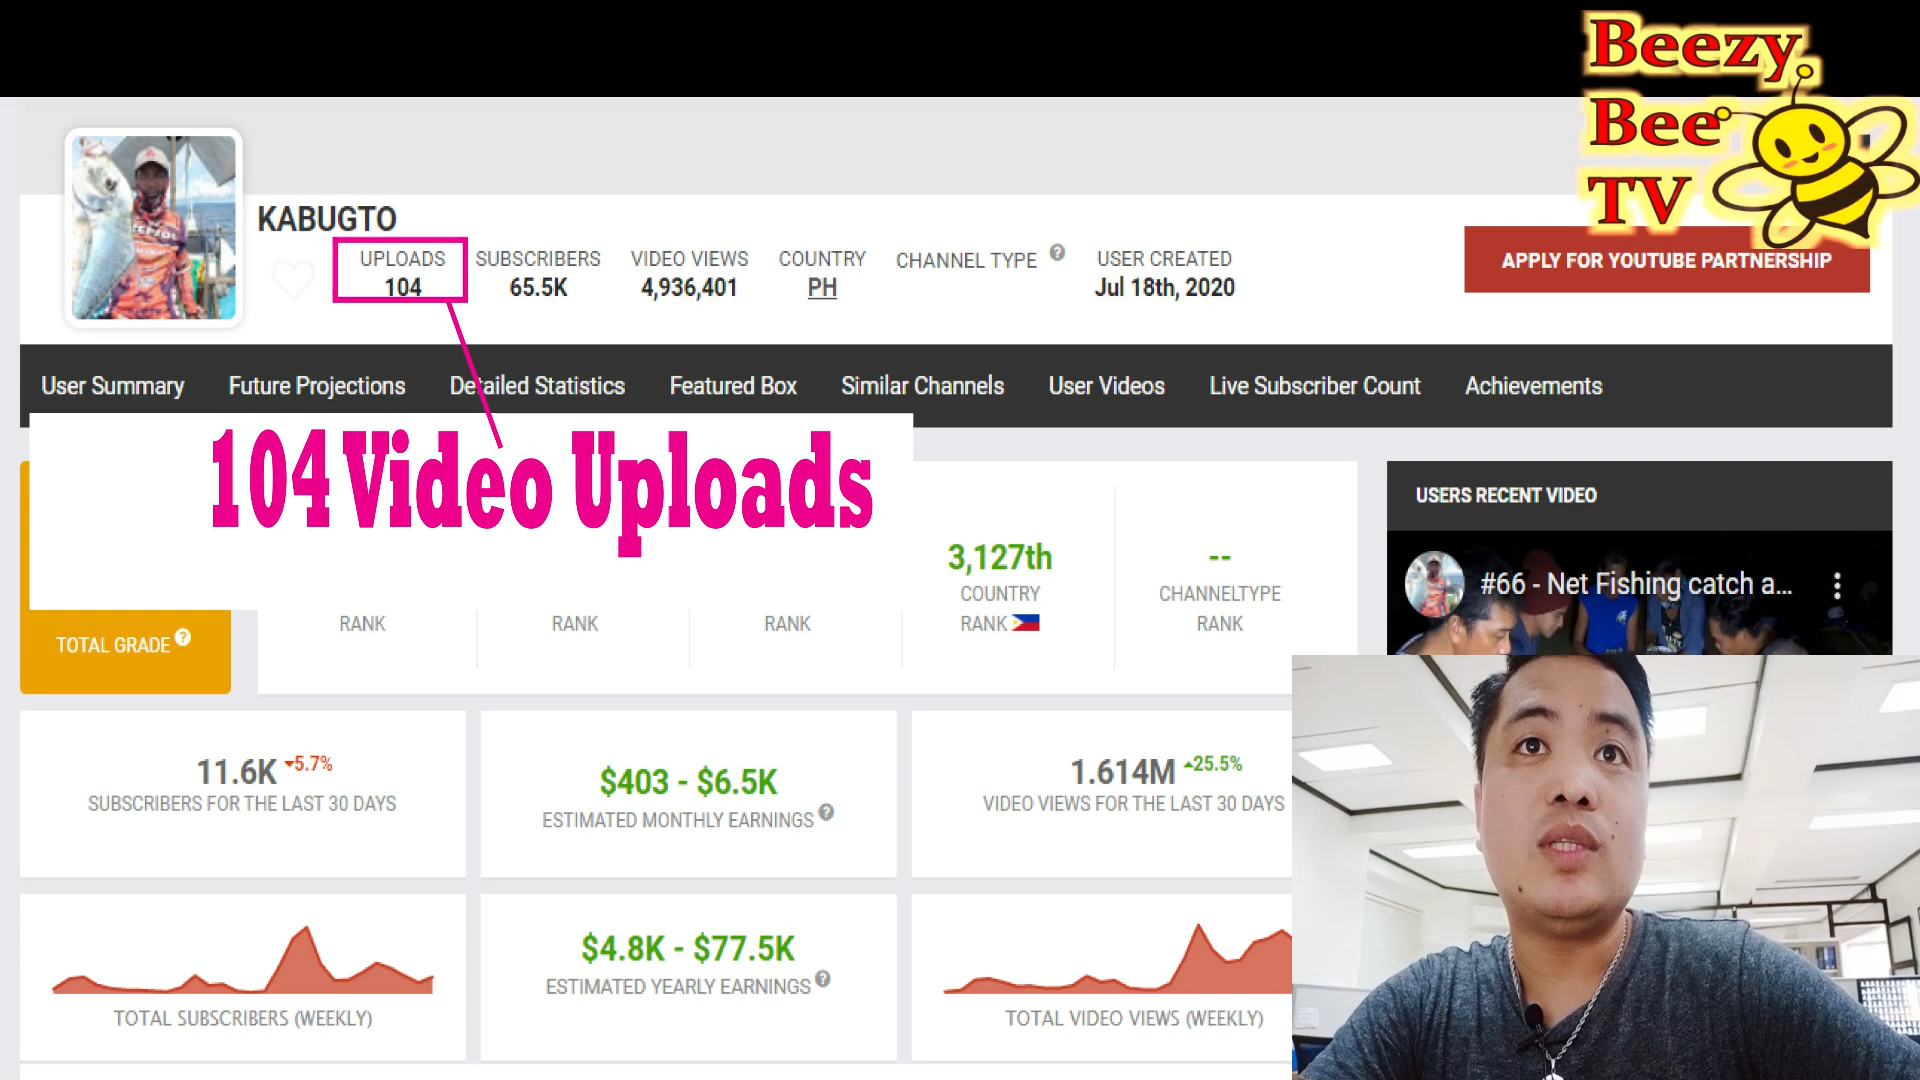 Beezy
Bee
TV
KABUGTO
UPLOADS SUBSCRIBERS VIDEO VIEWS COUNTRY CHANNEL TYPE ? USER CREATED
104 65.5K 4,936,401 PH Jul 18th, 2020
APPLY FOR YOUTUBE PARTNERSHIP
User Summary Future Projections Detailed Statistics Featured Box Similar Channels User Videos Live Subscriber Count Achievements
104 Video Uploads
TOTAL GRADE ?
RANK
RANK
RANK
3,127th
COUNTRY
RANK
--
CHANNELTYPE
RANK
USERS RECENT VIDEO
#66 - Net Fishing catch a...
11.6K 5.7%
SUBSCRIBERS FOR THE LAST 30 DAYS
$403 - $6.5K
ESTIMATED MONTHLY EARNINGS ?
1.614M 25.5%
VIDEO VIEWS FOR THE LAST 30 DAYS
TOTAL SUBSCRIBERS (WEEKLY)
$4.8K - $77.5K
ESTIMATED YEARLY EARNINGS ?
TOTAL VIDEO VIEWS (WEEKLY)